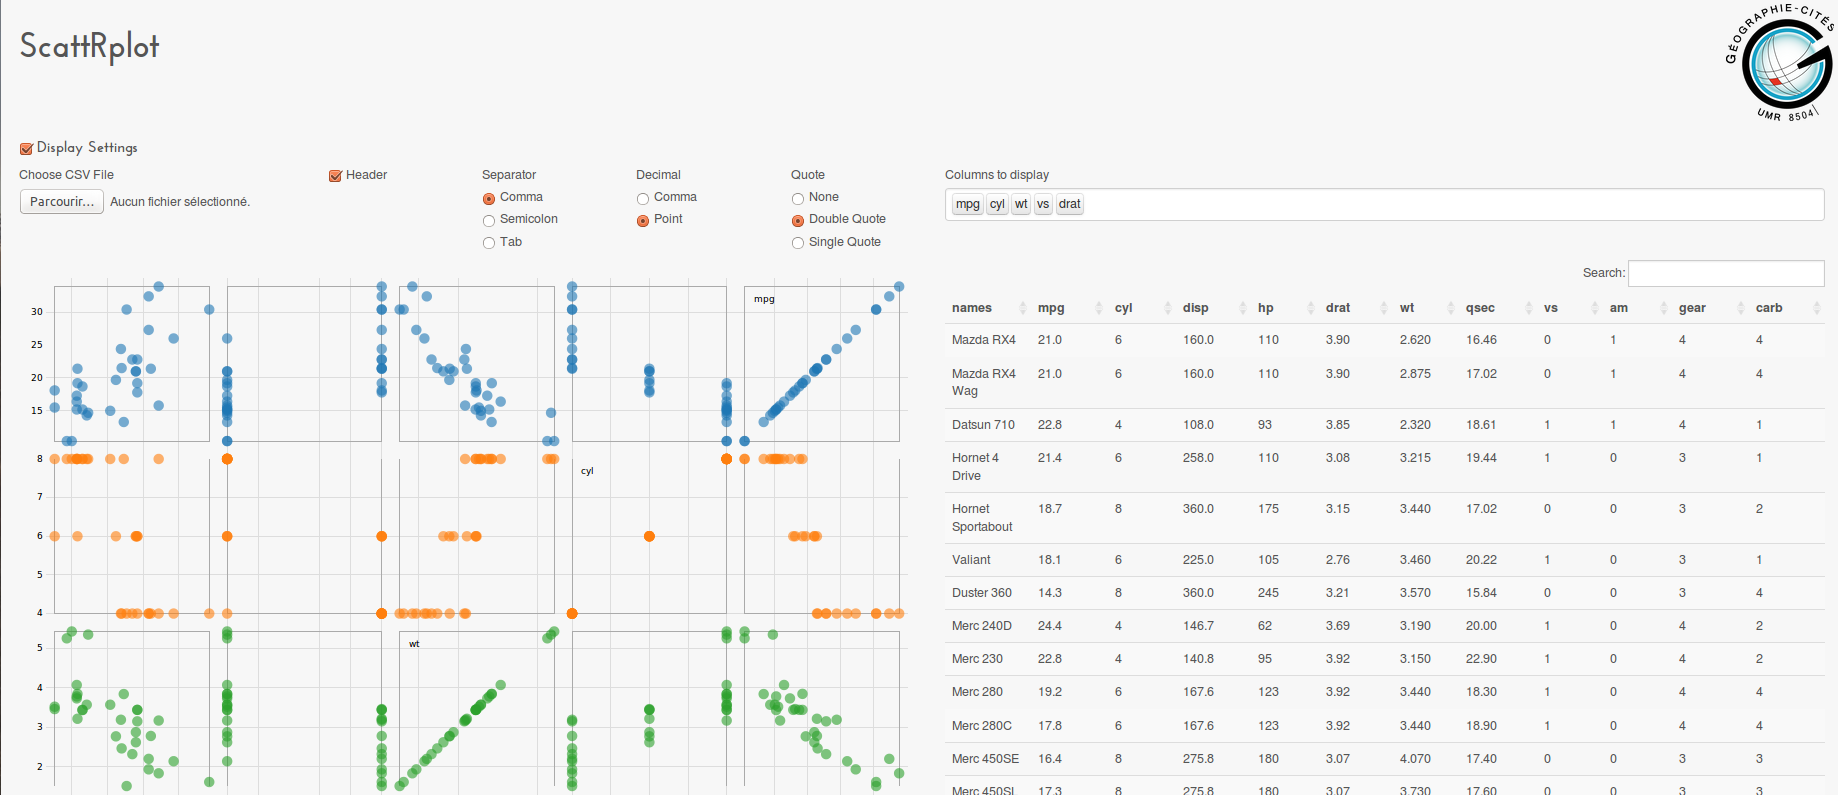 ScattRplot
GÉOGRAPHIE-CITÉS
UMR 8504
Display Settings
Choose CSV File
Parcourir... Aucun fichier sélectionné.
Header
Separator
Comma
Semicolon
Tab
Decimal
Comma
Point
Quote
None
Double Quote
Single Quote
Columns to display
mpg cyl wt vs drat
mpg
30
25
20
15
cyl
8
7
6
5
4
wt
5
4
3
2
Search:
names mpg cyl disp hp drat wt qsec vs am gear carb
Mazda RX4 21.0 6 160.0 110 3.90 2.620 16.46 0 1 4 4
Mazda RX4 21.0 6 160.0 110 3.90 2.875 17.02 0 1 4 4
Wag
Datsun 710 22.8 4 108.0 93 3.85 2.320 18.61 1 1 4 1
Hornet 4 21.4 6 258.0 110 3.08 3.215 19.44 1 0 3 1
Drive
Hornet 18.7 8 360.0 175 3.15 3.440 17.02 0 0 3 2
Sportabout
Valiant 18.1 6 225.0 105 2.76 3.460 20.22 1 0 3 1
Duster 360 14.3 8 360.0 245 3.21 3.570 15.84 0 0 3 4
Merc 240D 24.4 4 146.7 62 3.69 3.190 20.00 1 0 4 2
Merc 230 22.8 4 140.8 95 3.92 3.150 22.90 1 0 4 2
Merc 280 19.2 6 167.6 123 3.92 3.440 18.30 1 0 4 4
Merc 280C 17.8 6 167.6 123 3.92 3.440 18.90 1 0 4 4
Merc 450SE 16.4 8 275.8 180 3.07 4.070 17.40 0 0 3 3
Merc 450SL 17.3 8 275.8 180 3.07 3.730 17.60 0 0 3 3